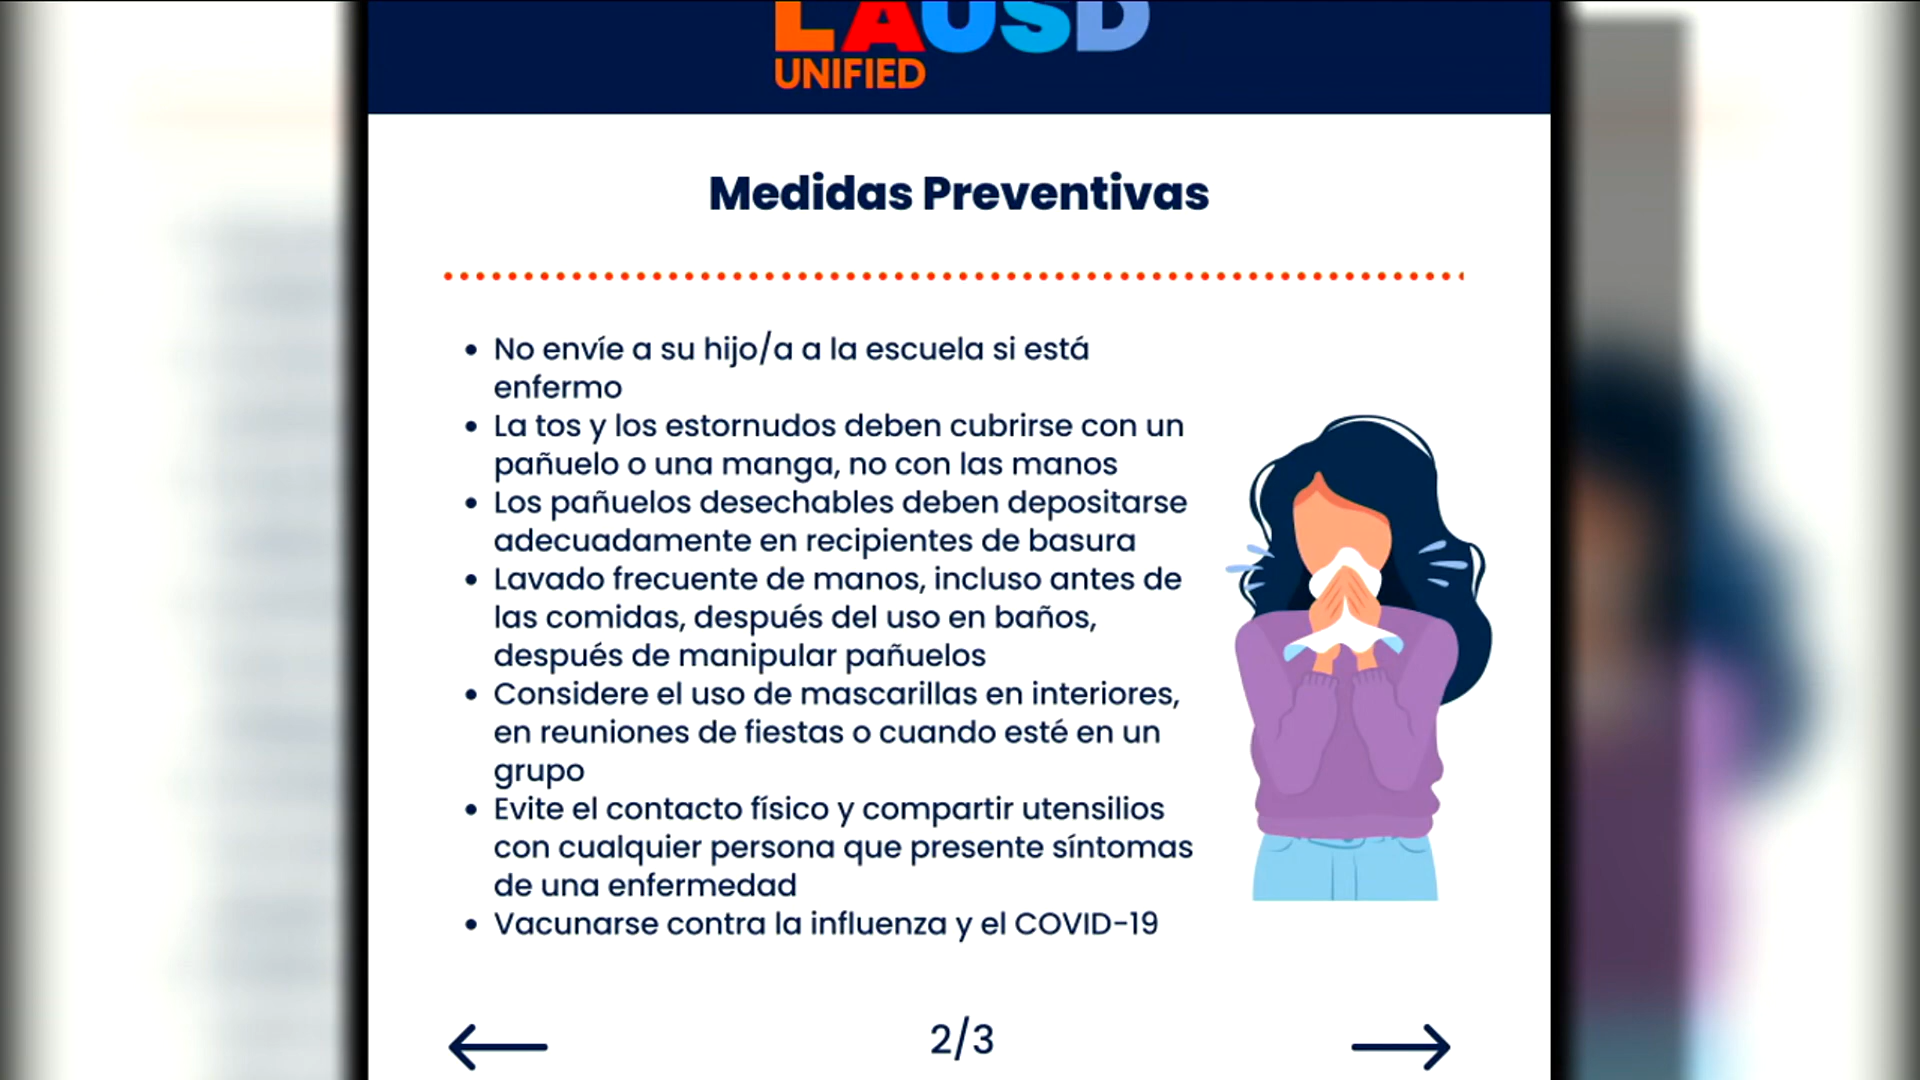 LAUSD
UNIFIED
Medidas Preventivas
• No envíe a su hijo/a a la escuela si está
enfermo
• La tos y los estornudos deben cubrirse con un
pañuelo o una manga, no con las manos
• Los pañuelos desechables deben depositarse
adecuadamente en recipientes de basura
• Lavado frecuente de manos, incluso antes de
las comidas, después del uso en baños,
después de manipular pañuelos
• Considere el uso de mascarillas en interiores,
en reuniones de fiestas o cuando esté en un
grupo
• Evite el contacto físico y compartir utensilios
con cualquier persona que presente síntomas
de una enfermedad
• Vacunarse contra la influenza y el COVID-19
2/3